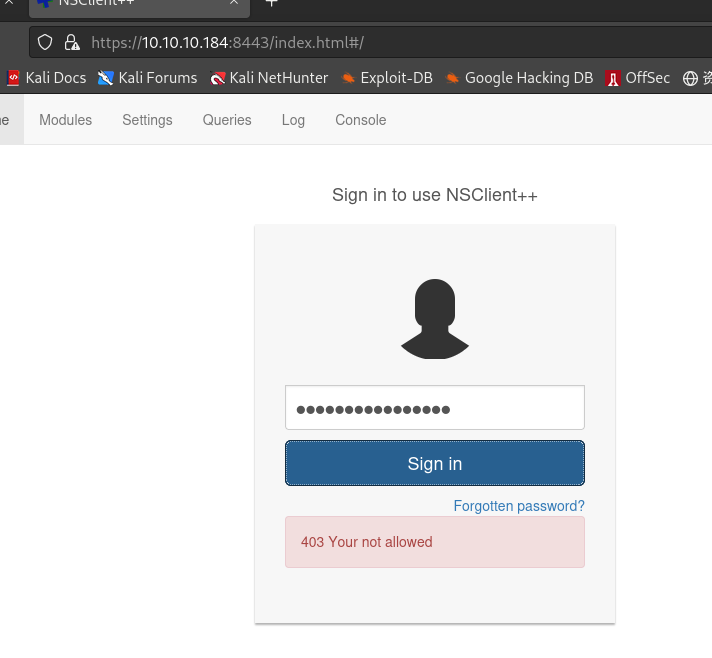 NSClient++
https://10.10.10.184:8443/index.html#/
Kali Docs Kali Forums Kali NetHunter Exploit-DB Google Hacking DB OffSec
Modules Settings Queries Log Console
Sign in to use NSClient++
Sign in
Forgotten password?
403 Your not allowed